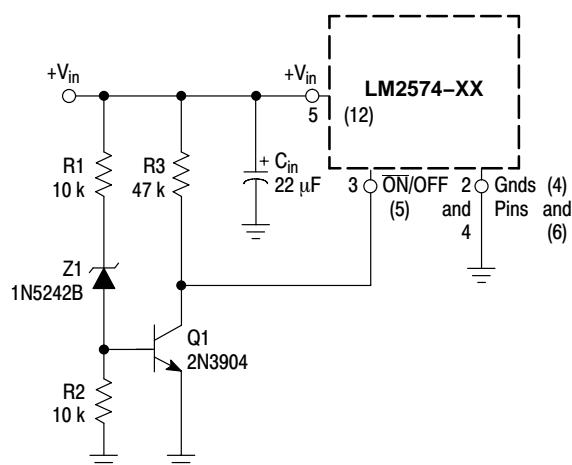 +Vin
+Vin
LM2574–XX
5
(12)
R1
10 k
R3
47 k
+
Cin
22 μF
3
ON/OFF
(5)
2
and
4
Gnds
Pins
(4)
and
(6)
Z1
1N5242B
Q1
2N3904
R2
10 k